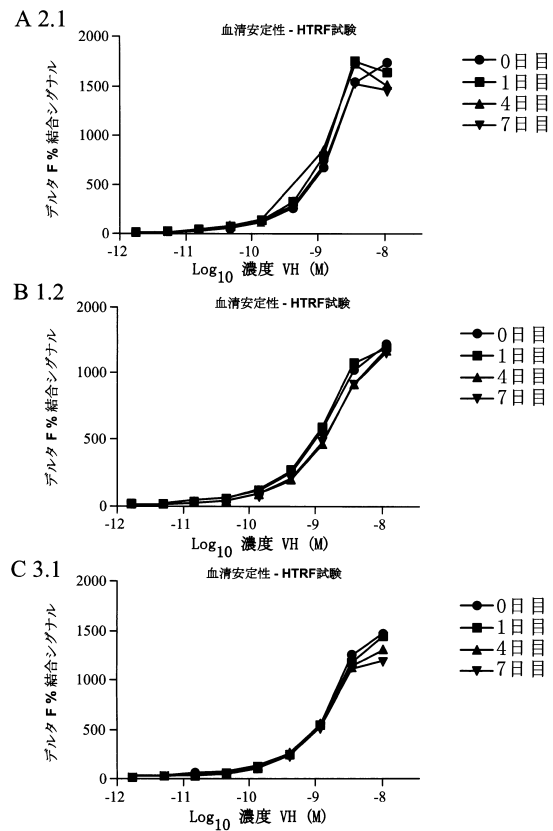 A 2.1
血清安定性 - HTRF試験
デルタ F % 結合シグナル
2000
1500
1000
500
0
-12
-11
-10
-9
-8
Log10 濃度 VH (M)
0日目
1日目
4日目
7日目
B 1.2
血清安定性 - HTRF試験
デルタ F % 結合シグナル
2000
1000
500
0
-12
-11
-10
-9
-8
Log10 濃度 VH (M)
0日目
1日目
4日目
7日目
C 3.1
血清安定性 - HTRF試験
デルタ F % 結合シグナル
2000
1500
1000
500
0
-12
-11
-10
-9
-8
Log10 濃度 VH (M)
0日目
1日目
4日目
7日目